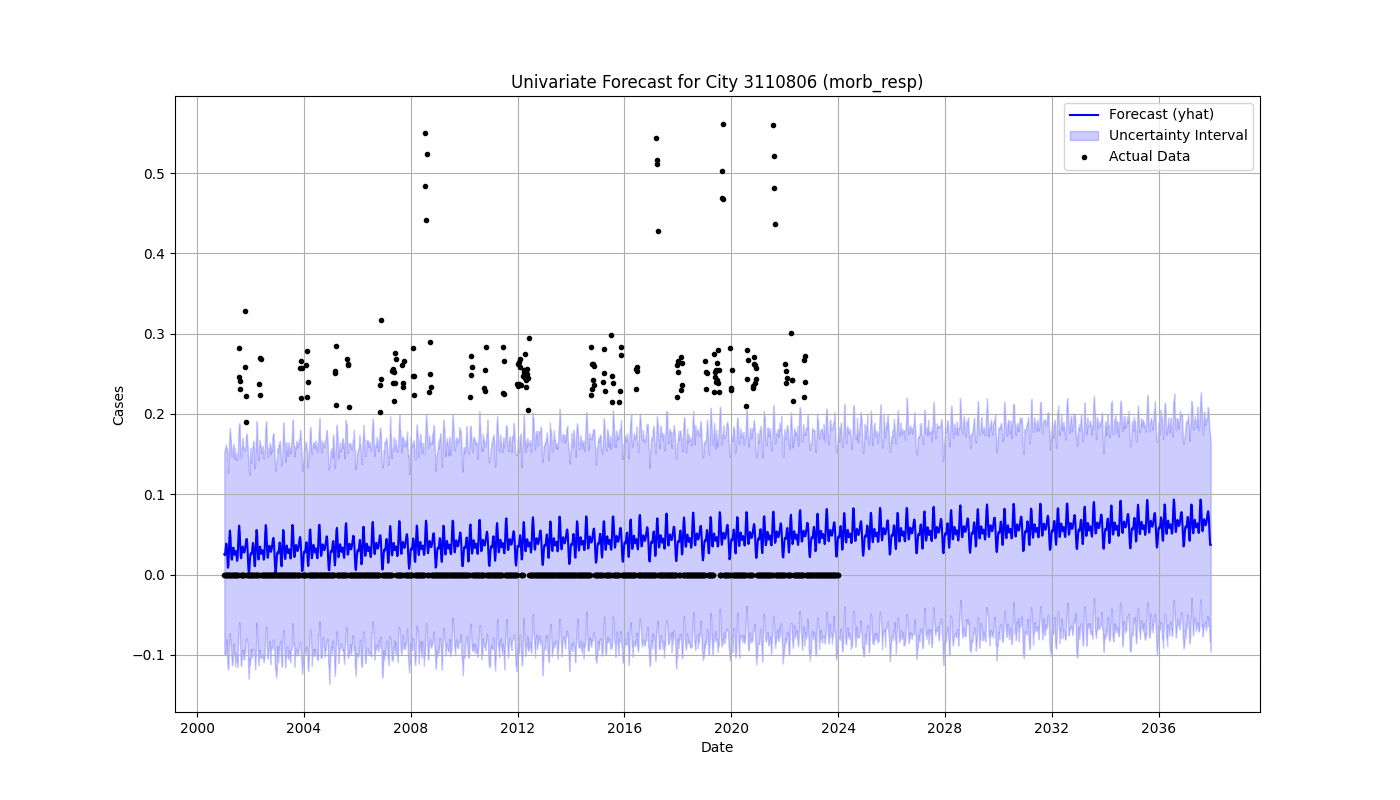 Univariate Forecast for City 3110806 (morb_resp)
Forecast (yhat)
Uncertainty Interval
Actual Data
Cases
0.5
0.4
0.3
0.2
0.1
0.0
−0.1
2000 2004 2008 2012 2016 2020 2024 2028 2032 2036
Date